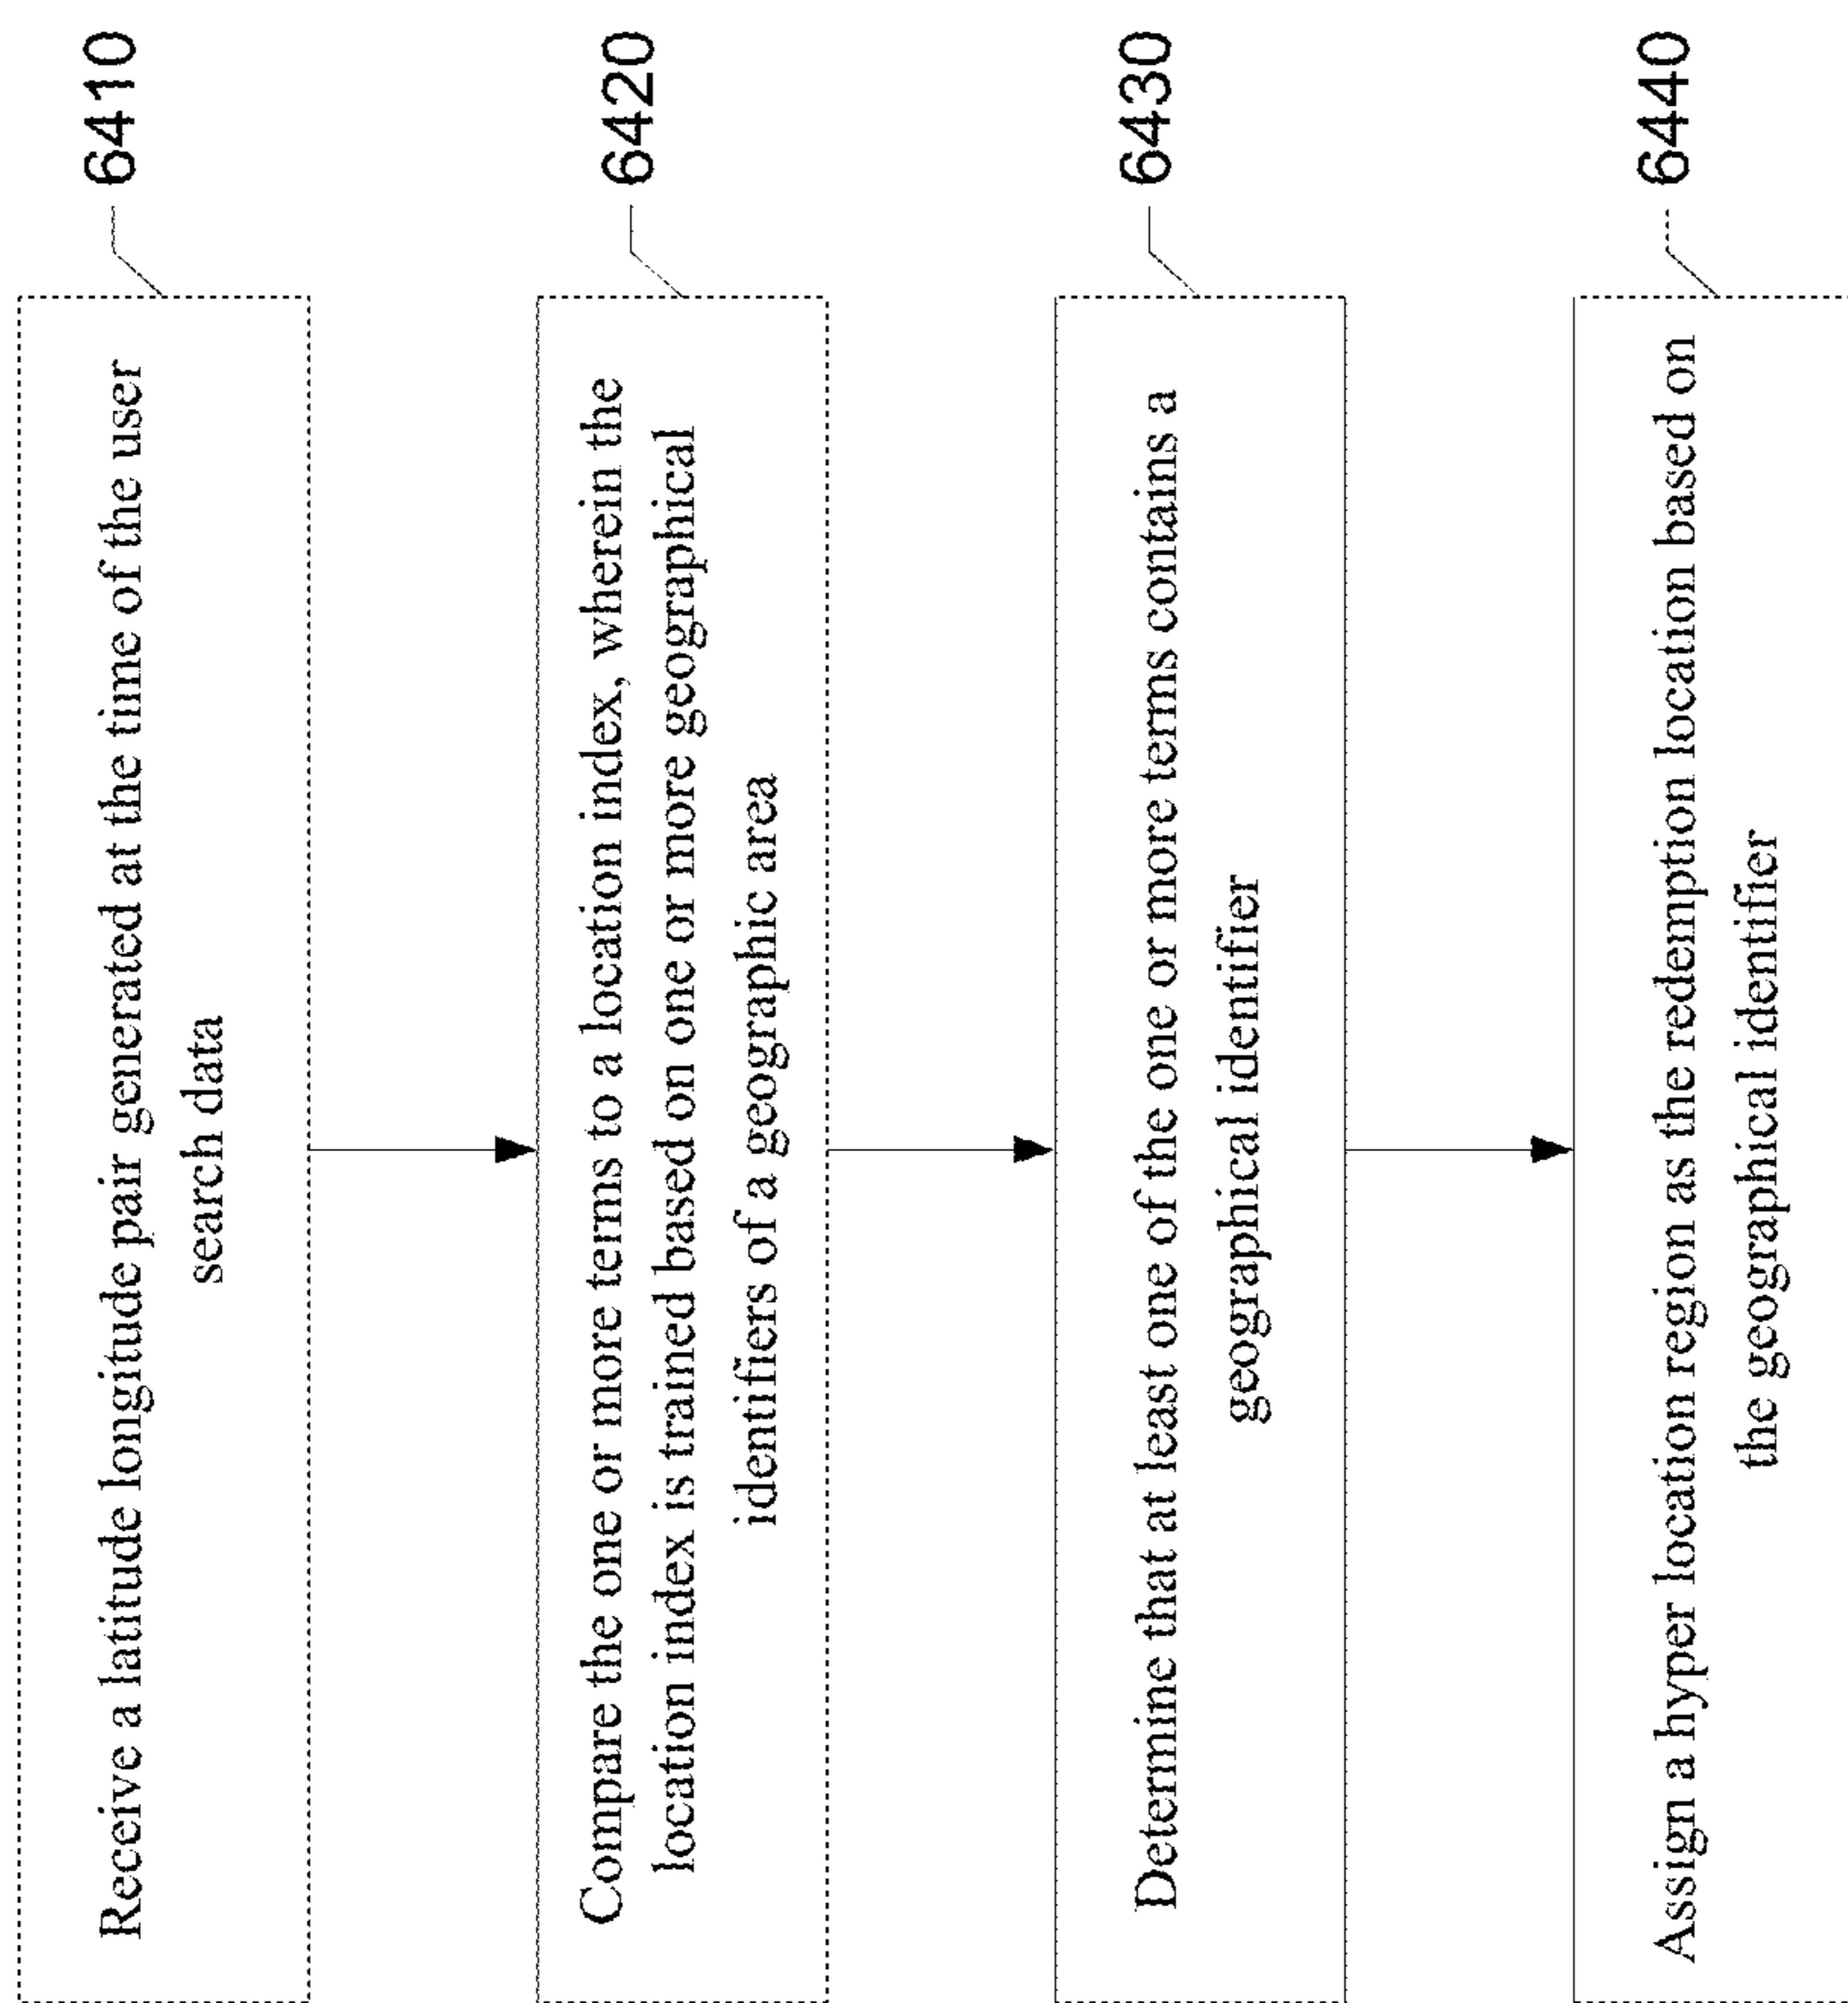 Receive a latitude longitude pair generated at the time of the user
search data
6410
Compare the one or more terms to a location index, wherein the
location index is trained based on one or more geographical
identifiers of a geographic area
6420
Determine that at least one of the one or more terms contains a
geographical identifier
6430
Assign a hyper location region as the redemption location based on
the geographical identifier
6440